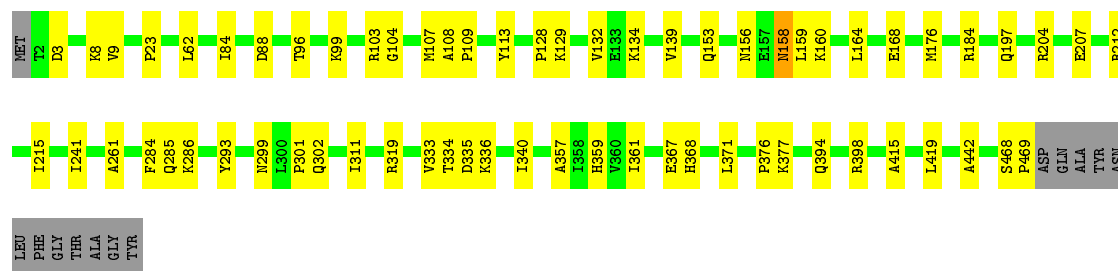 MET T2 D3 K8 V9 P23 L62 I84 D88 T96 K99 R103 G104 M107 A108 P109 Y113 P128 K129 V132 E133 K134 V139 Q153 N156 E157 N158 L159 K160 L164 E168 M176 R184 Q197 R204 E207
I215 I241 A261 F284 Q285 K286 Y293 N299 L300 P301 Q302 I311 R319 V333 T334 D335 K336 I340 A357 I358 H359 V360 I361 E367 H368 L371 P376 K377 Q394 R398 A415 L419 A442 S468 P469 ASP GLN ALA TYR ASN
LEU PHE GLY THR ALA GLY TYR